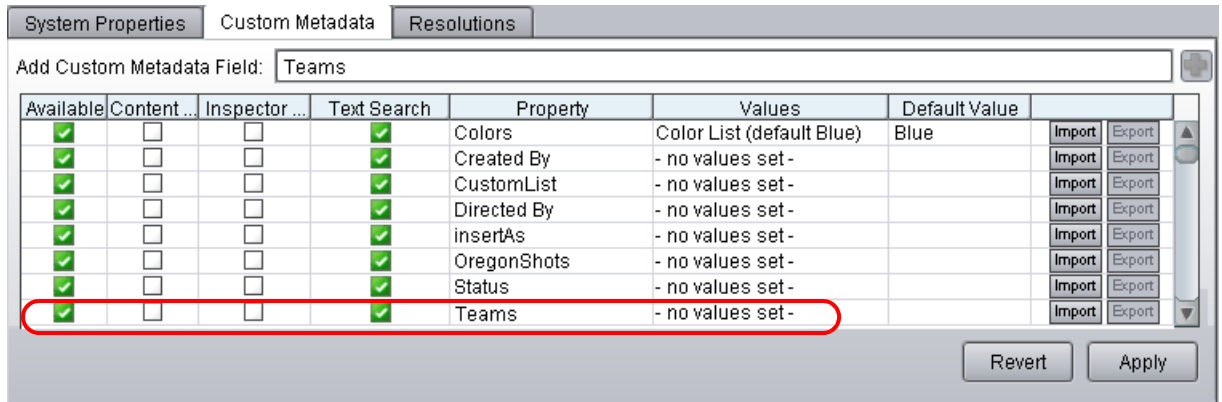 System Properties Custom Metadata Resolutions
Add Custom Metadata Field: Teams
Available Content ... Inspector ... Text Search Property Values Default Value
Colors Color List (default Blue) Blue Import Export
Created By - no values set - Import Export
CustomList - no values set - Import Export
Directed By - no values set - Import Export
insertAs - no values set - Import Export
OregonShots - no values set - Import Export
Status - no values set - Import Export
Teams - no values set - Import Export
Revert Apply